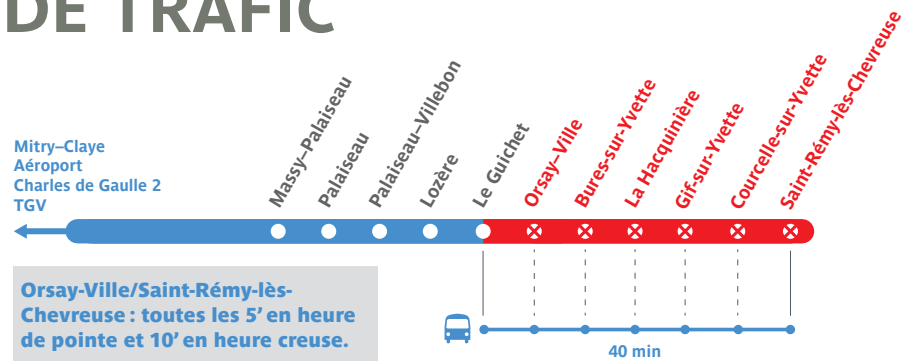 DE TRAFIC
Mitry–Claye
Aéroport
Charles de Gaulle 2
TGV
Massy–Palaiseau
Palaiseau
Palaiseau–Villebon
Lozère
Le Guichet
Orsay–Ville
Bures-sur-Yvette
La Hacquinière
Gif-sur-Yvette
Courcelle-sur-Yvette
Saint-Rémy-lès-Chevreuse
Orsay-Ville/Saint-Rémy-lès-
Chevreuse : toutes les 5’ en heure
de pointe et 10’ en heure creuse.
40 min